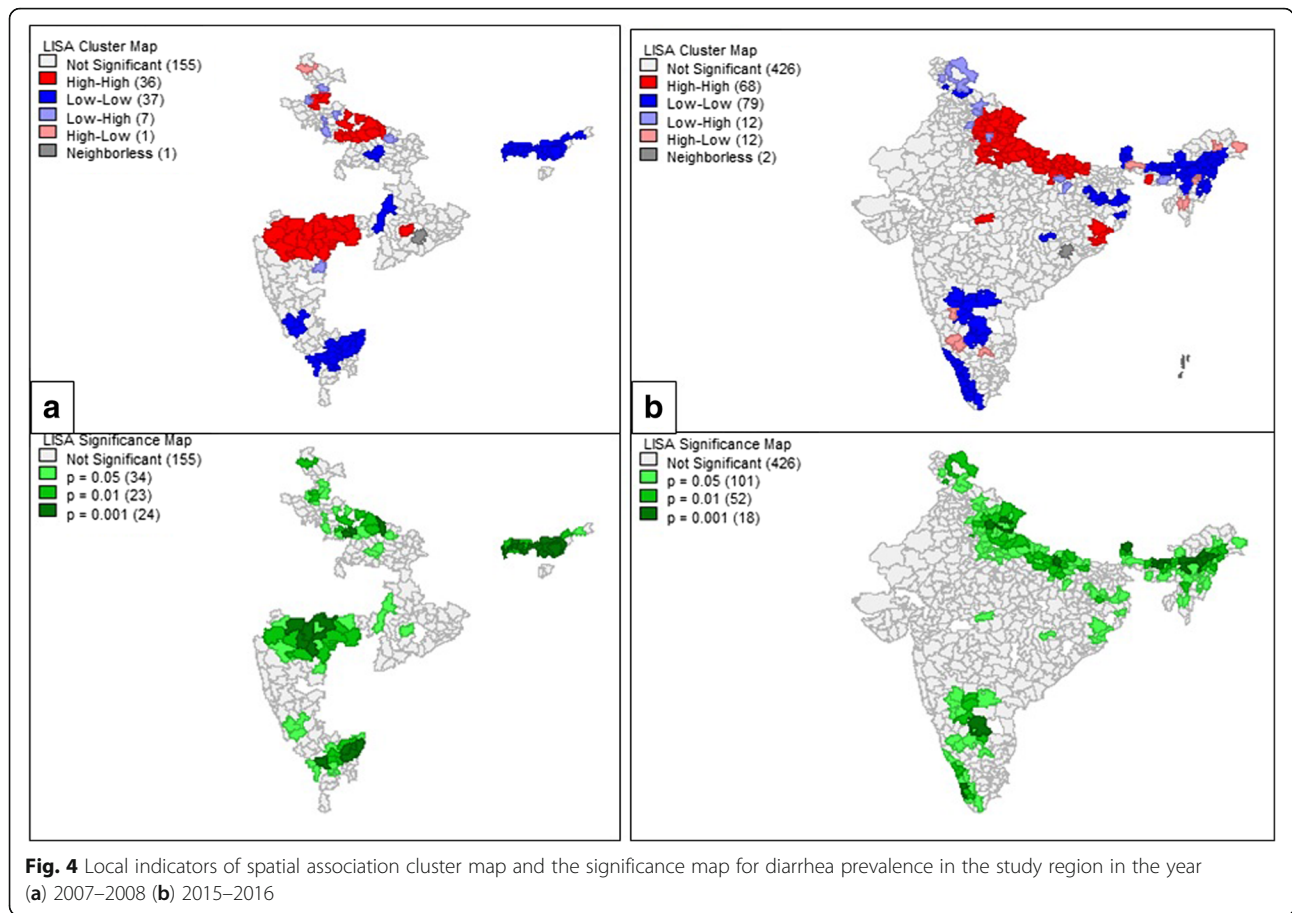 LISA Cluster Map
Not Significant (155)
High-High (36)
Low-Low (37)
Low-High (7)
High-Low (1)
Neighborless (1)
a
LISA Significance Map
Not Significant (155)
p = 0.05 (34)
p = 0.01 (23)
p = 0.001 (24)
LISA Cluster Map
Not Significant (426)
High-High (68)
Low-Low (79)
Low-High (12)
High-Low (12)
Neighborless (2)
b
LISA Significance Map
Not Significant (426)
p = 0.05 (101)
p = 0.01 (52)
p = 0.001 (18)
Fig. 4 Local indicators of spatial association cluster map and the significance map for diarrhea prevalence in the study region in the year
(a) 2007–2008 (b) 2015–2016